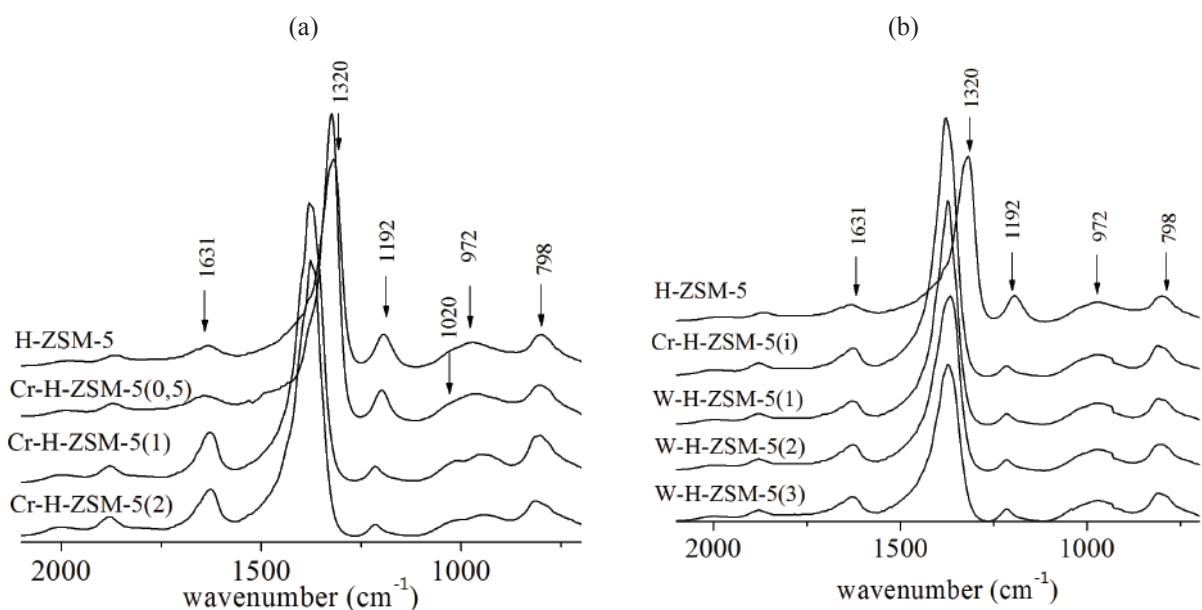 (a)
1320
1631
1192
972
1020
798
H-ZSM-5
Cr-H-ZSM-5(0,5)
Cr-H-ZSM-5(1)
Cr-H-ZSM-5(2)
2000 1500 1000
wavenumber (cm-1)
(b)
1320
1631
1192
972
798
H-ZSM-5
Cr-H-ZSM-5(i)
W-H-ZSM-5(1)
W-H-ZSM-5(2)
W-H-ZSM-5(3)
2000 1500 1000
wavenumber (cm-1)